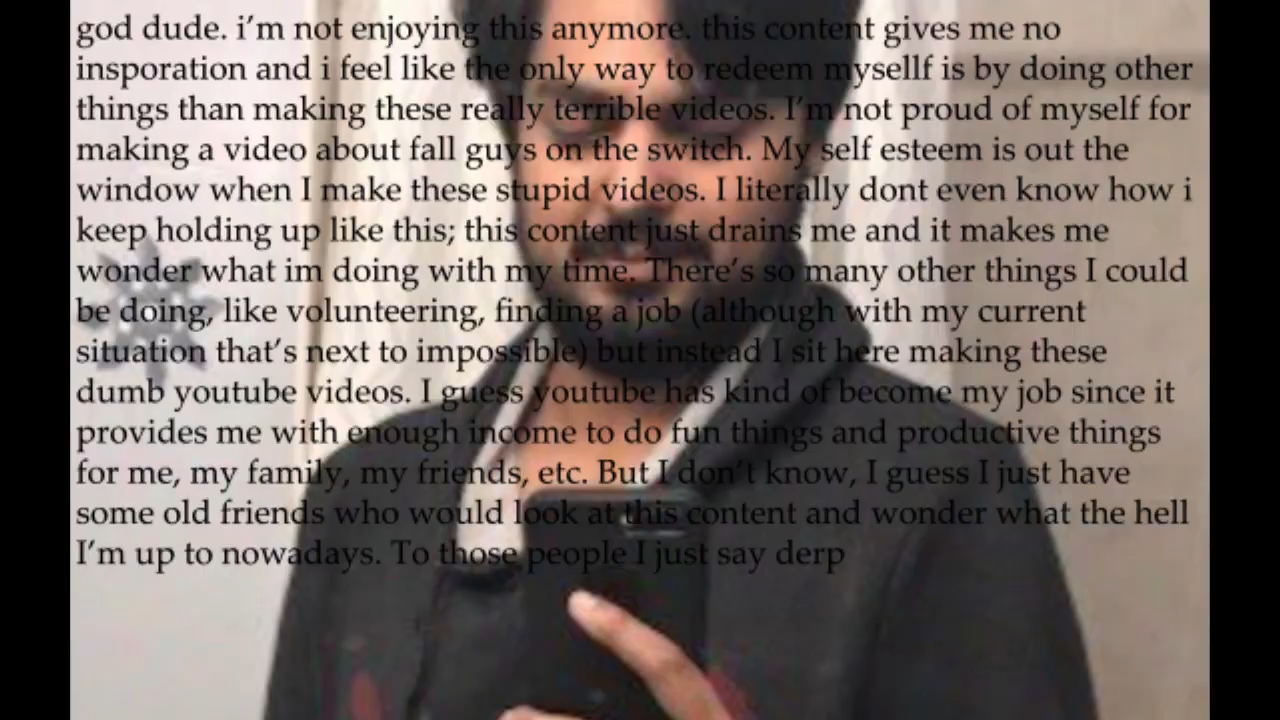 god dude. i’m not enjoying this anymore. this content gives me no
insporation and i feel like the only way to redeem mysellf is by doing other
things than making these really terrible videos. I’m not proud of myself for
making a video about fall guys on the switch. My self esteem is out the
window when I make these stupid videos. I literally dont even know how i
keep holding up like this; this content just drains me and it makes me
wonder what im doing with my time. There’s so many other things I could
be doing, like volunteering, finding a job (although with my current
situation that’s next to impossible) but instead I sit here making these
dumb youtube videos. I guess youtube has kind of become my job since it
provides me with enough income to do fun things and productive things
for me, my family, my friends, etc. But I don’t know, I guess I just have
some old friends who would look at this content and wonder what the hell
I’m up to nowadays. To those people I just say derp